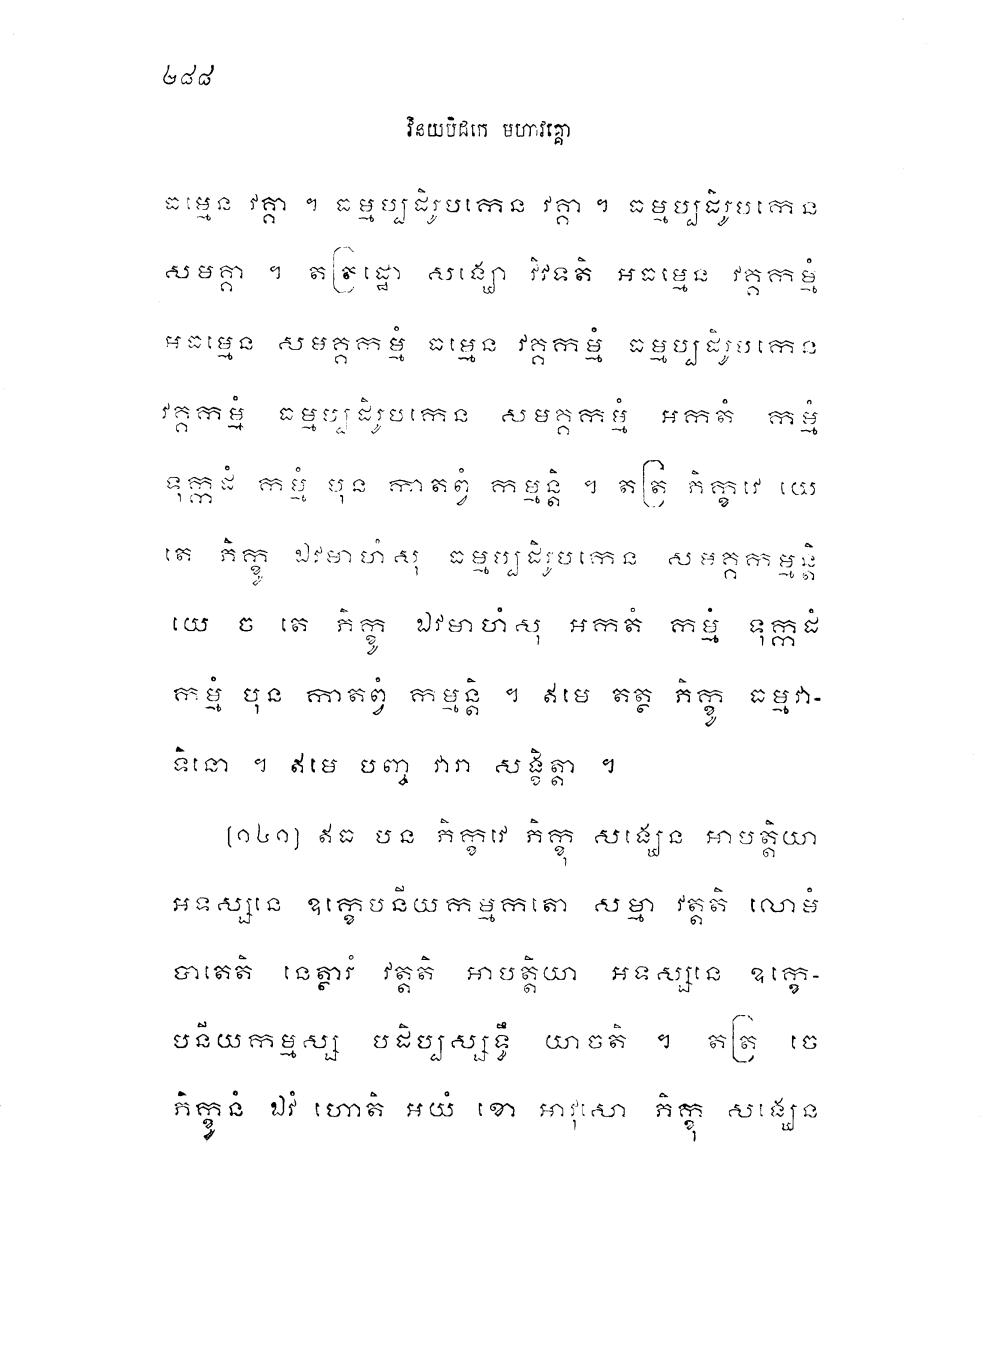 ២៨៨
វិនយបិដកេ មហាវគ្គោ
ធម្មេន វគ្គា ។ ធម្មប្បដិរូបកេន វគ្គា ។ ធម្មប្បដិរូបកេន
សមគ្គា ។ តត្រដ្ឋោ សង្ឃោ វិវទតិ អធម្មេន វគ្គកម្មំ
អធម្មេន សមគ្គកម្មំ ធម្មេន វគ្គកម្មំ ធម្មប្បដិរូបកេន
វគ្គកម្មំ ធម្មប្បដិរូបកេន សមគ្គកម្មំ អកតំ កម្មំ
ទុក្កដំ កម្មំ បុន កាតព្វំ កម្មន្តិ ។ តត្រ ភិក្ខវេ យេ
តេ ភិក្ខូ ឯវមាហំសុ ធម្មប្បដិរូបកេន សមគ្គកម្មន្តិ
យេ ច តេ ភិក្ខូ ឯវមាហំសុ អកតំ កម្មំ ទុក្កដំ
កម្មំ បុន កាតព្វំ កម្មន្តិ ។ ឥមេ តត្ថ ភិក្ខូ ធម្មវា-
ទិនោ ។ ឥមេ បញ្ច វារា សង្ខិត្តា ។
[១៤១] ឥធ បន ភិក្ខវេ ភិក្ខុ សង្ឃេន អាបត្តិយា
អទស្សនេ ឧក្ខេបនីយកម្មកតោ សម្មា វត្តតិ លោមំ
បាតេតិ នេត្ថារំ វត្តតិ អាបត្តិយា អទស្សនេ ឧក្ខេ-
បនីយកម្មស្ស បដិប្បស្សទ្ធឹ យាចតិ ។ តត្រ ចេ
ភិក្ខូនំ ឯវំ ហោតិ អយំ ខោ អាវុសោ ភិក្ខុ សង្ឃេន